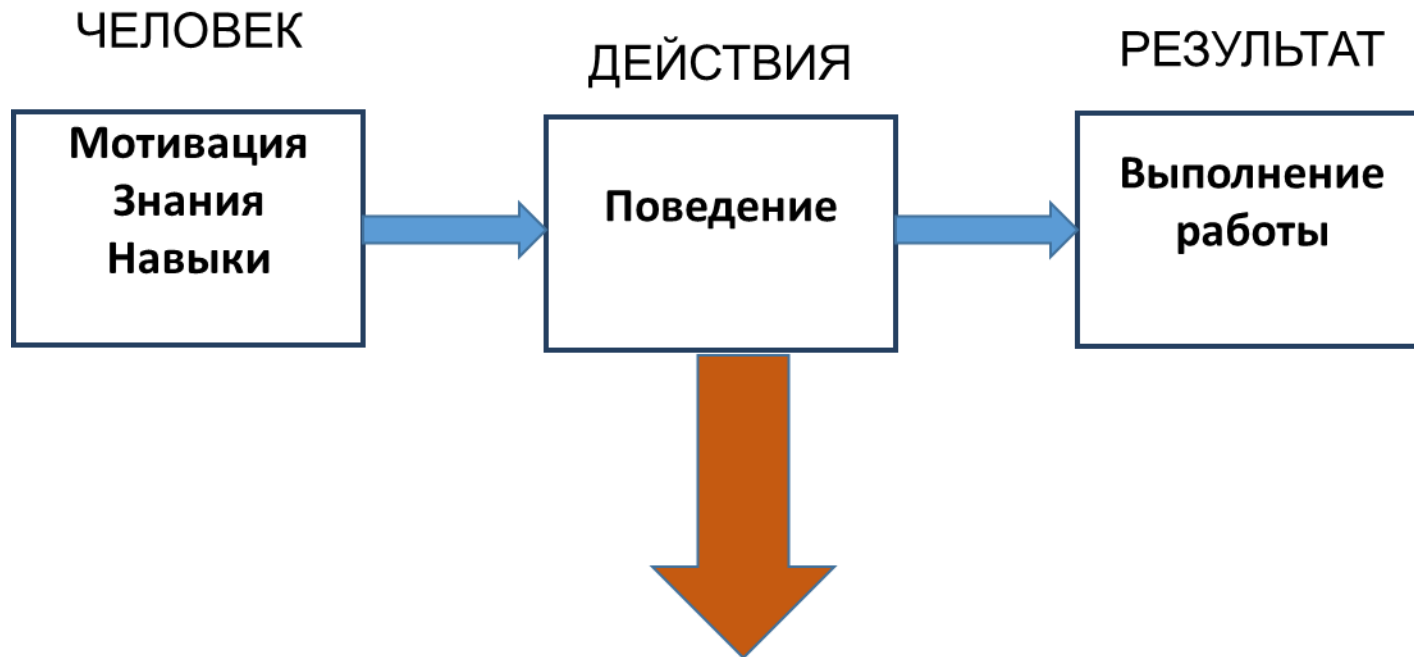 ЧЕЛОВЕК
Мотивация
Знания
Навыки
ДЕЙСТВИЯ
Поведение
РЕЗУЛЬТАТ
Выполнение
работы